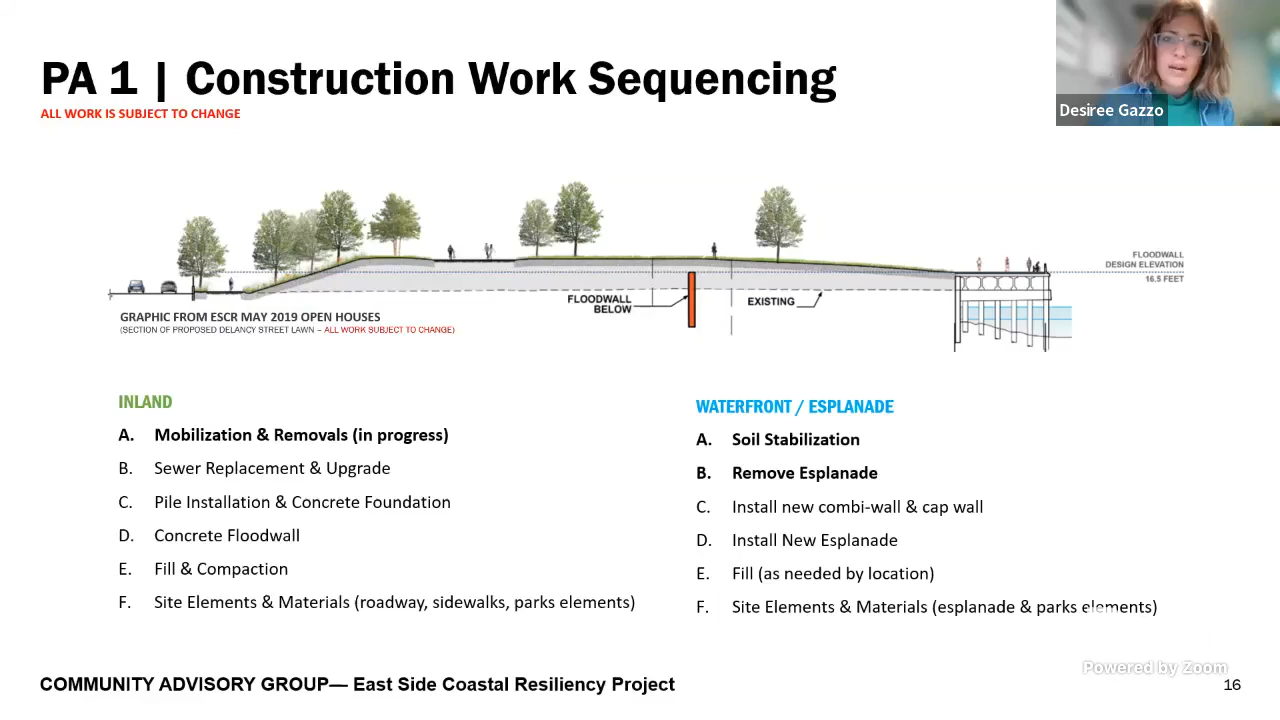 PA 1 | Construction Work Sequencing
ALL WORK IS SUBJECT TO CHANGE
Desiree Gazzo
FLOODWALL
DESIGN ELEVATION
16.5 FEET
FLOODWALL
BELOW
EXISTING
GRAPHIC FROM ESCR MAY 2019 OPEN HOUSES
(SECTION OF PROPOSED DELANCY STREET LAWN – ALL WORK SUBJECT TO CHANGE)
INLAND
A. Mobilization & Removals (in progress)
B. Sewer Replacement & Upgrade
C. Pile Installation & Concrete Foundation
D. Concrete Floodwall
E. Fill & Compaction
F. Site Elements & Materials (roadway, sidewalks, parks elements)
WATERFRONT / ESPLANADE
A. Soil Stabilization
B. Remove Esplanade
C. Install new combi-wall & cap wall
D. Install New Esplanade
E. Fill (as needed by location)
F. Site Elements & Materials (esplanade & parks elements)
Powered by Zoom
COMMUNITY ADVISORY GROUP— East Side Coastal Resiliency Project
16